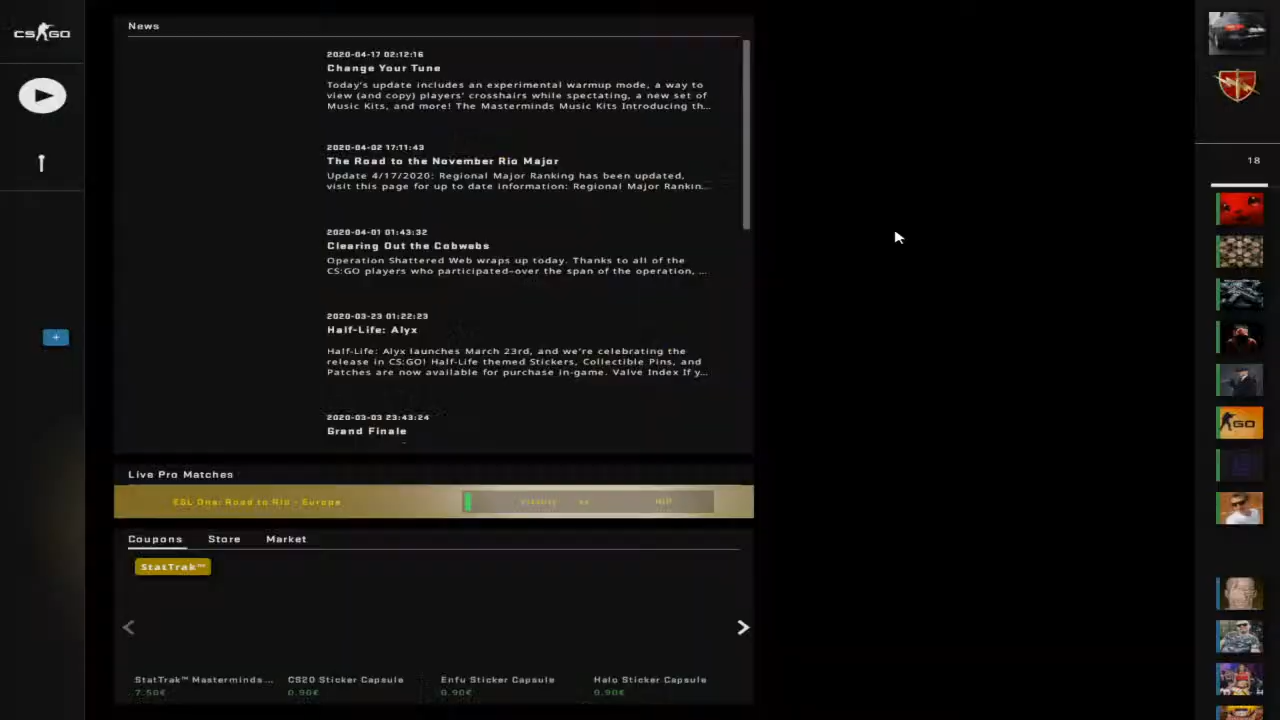 CS GO
News
2020-04-17 02:12:16
Change Your Tune
Today's update includes an experimental warmup mode, a way to
view (and copy) players' crosshairs while spectating, a new set of
Music Kits, and more! The Masterminds Music Kits Introducing th...
2020-04-02 17:11:43
The Road to the November Rio Major
Update 4/17/2020: Regional Major Ranking has been updated,
visit this page for up to date information: Regional Major Rankin...
2020-04-01 01:43:32
Clearing Out the Cobwebs
Operation Shattered Web wraps up today. Thanks to all of the
CS:GO players who participated—over the span of the operation, ...
2020-03-23 01:22:23
Half-Life: Alyx
Half-Life: Alyx launches March 23rd, and we're celebrating the
release in CS:GO! Half-Life themed Stickers, Collectible Pins, and
Patches are now available for purchase in-game. Valve Index If y...
2020-03-03 23:43:24
Grand Finale
Live Pro Matches
ESL One: Road to Rio - Europe
vs
Coupons Store Market
StatTrak™
StatTrak™ Masterminds ... CS20 Sticker Capsule Enfu Sticker Capsule Halo Sticker Capsule
7.50€ 0.90€ 0.90€ 0.90€
18
GO